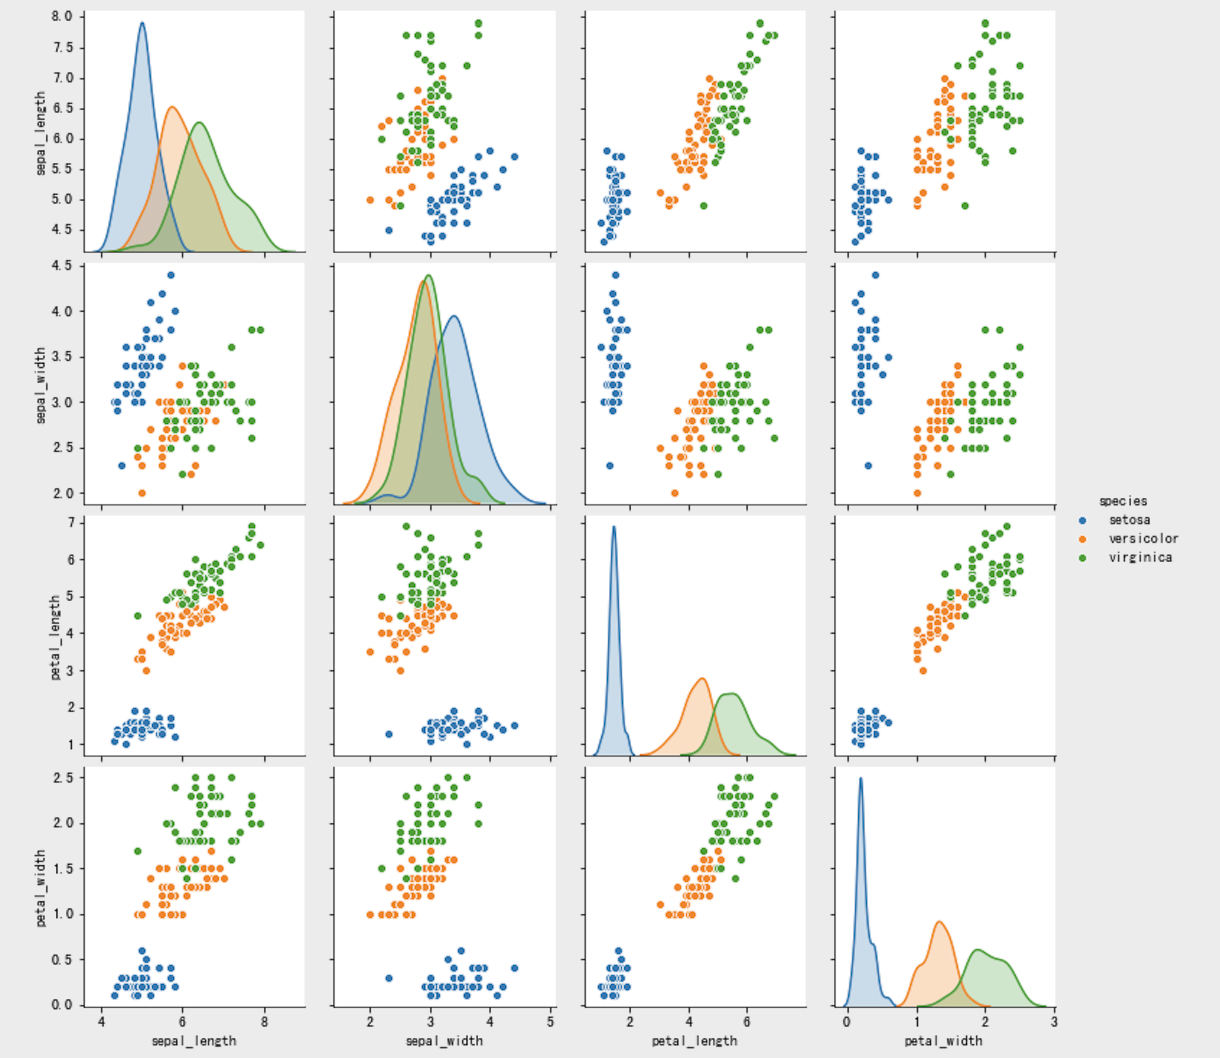 8.0
7.5
7.0
6.5
6.0
5.5
5.0
4.5
sepal_length
4.5
4.0
3.5
3.0
2.5
2.0
sepal_width
species
setosa
versicolor
virginica
7
6
5
4
3
2
1
petal_length
2.5
2.0
1.5
1.0
0.5
0.0
petal_width
4 6 8 2 3 4 5 2 4 6 0 1 2 3
sepal_length sepal_width petal_length petal_width